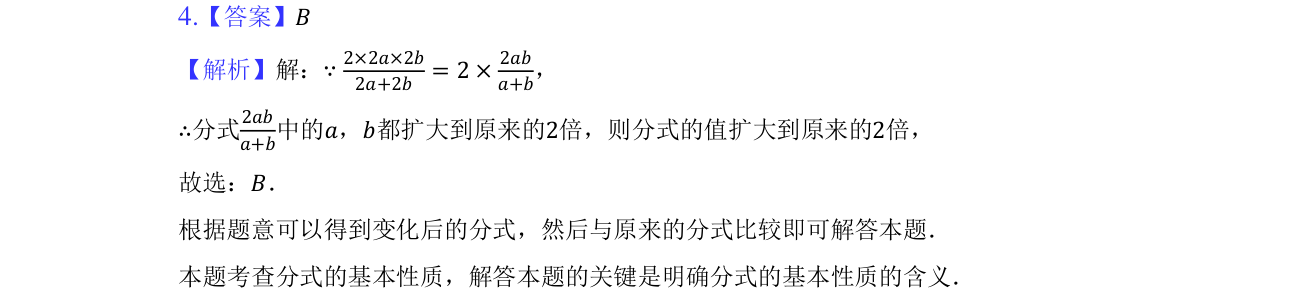 4.【答案】B
【解析】解：∵ \frac{2×2a×2b}{2a+2b} = 2 × \frac{2ab}{a+b}，
∴分式\frac{2ab}{a+b}中的a，b都扩大到原来的2倍，则分式的值扩大到原来的2倍，
故选：B．
根据题意可以得到变化后的分式，然后与原来的分式比较即可解答本题．
本题考查分式的基本性质，解答本题的关键是明确分式的基本性质的含义．